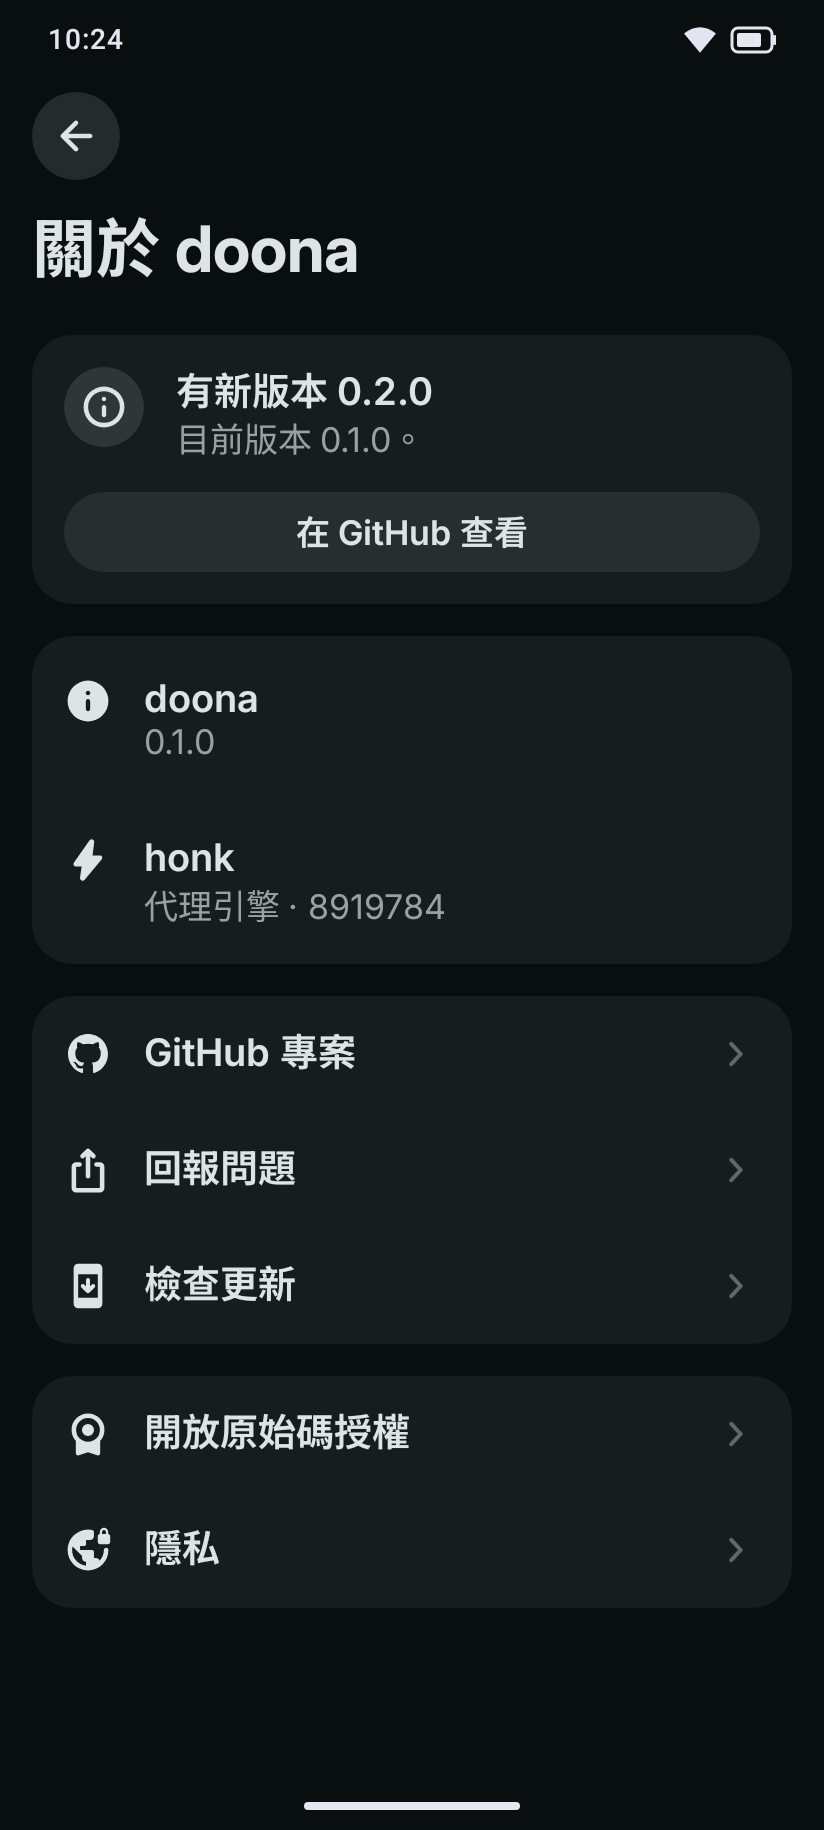 10:24
關於 doona
有新版本 0.2.0
目前版本 0.1.0。
在 GitHub 查看
doona
0.1.0
honk
代理引擎 · 8919784
GitHub 專案
回報問題
檢查更新
開放原始碼授權
隱私